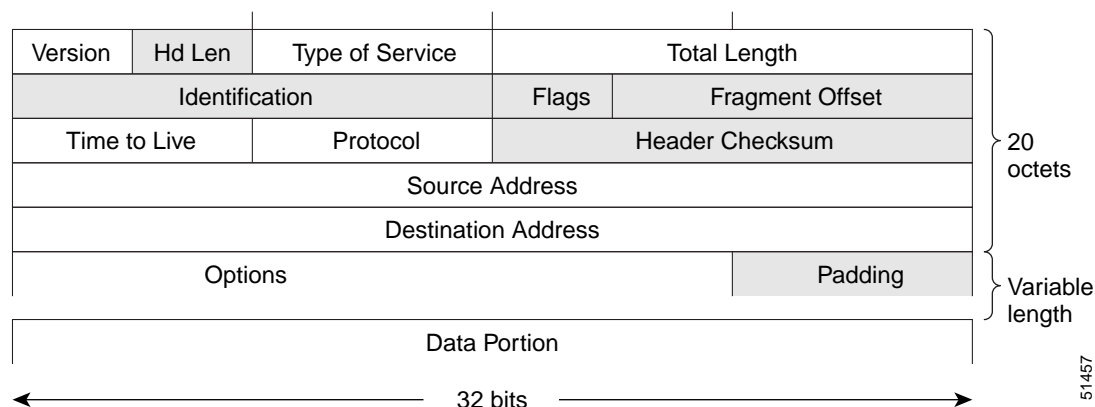 Version Hd Len Type of Service Total Length
Identification Flags Fragment Offset
Time to Live Protocol Header Checksum
20
octets
Source Address
Destination Address
Options Padding
Variable
length
Data Portion
32 bits
51457